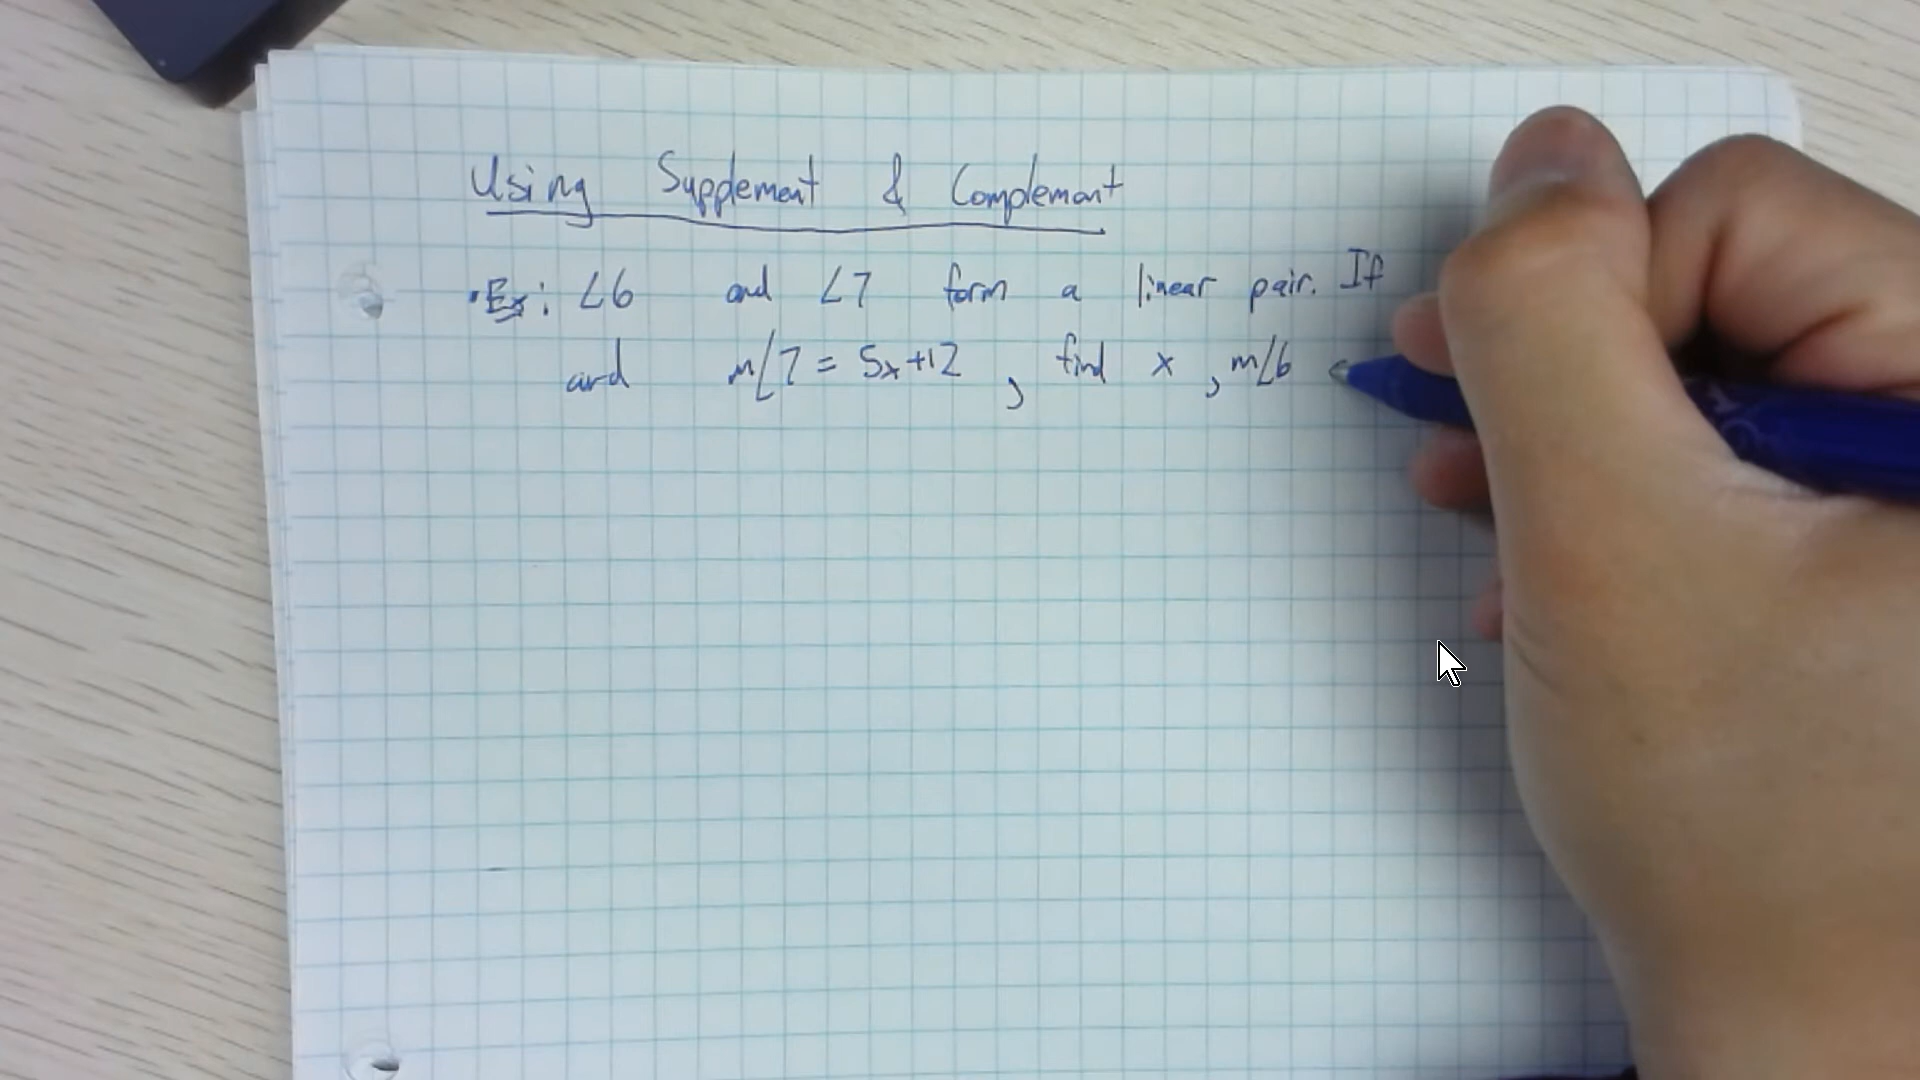 Using Supplement & Complement
• Ex: ∠6 and ∠7 form a linear pair. If
and m∠7 = 5x+12, find x, m∠6